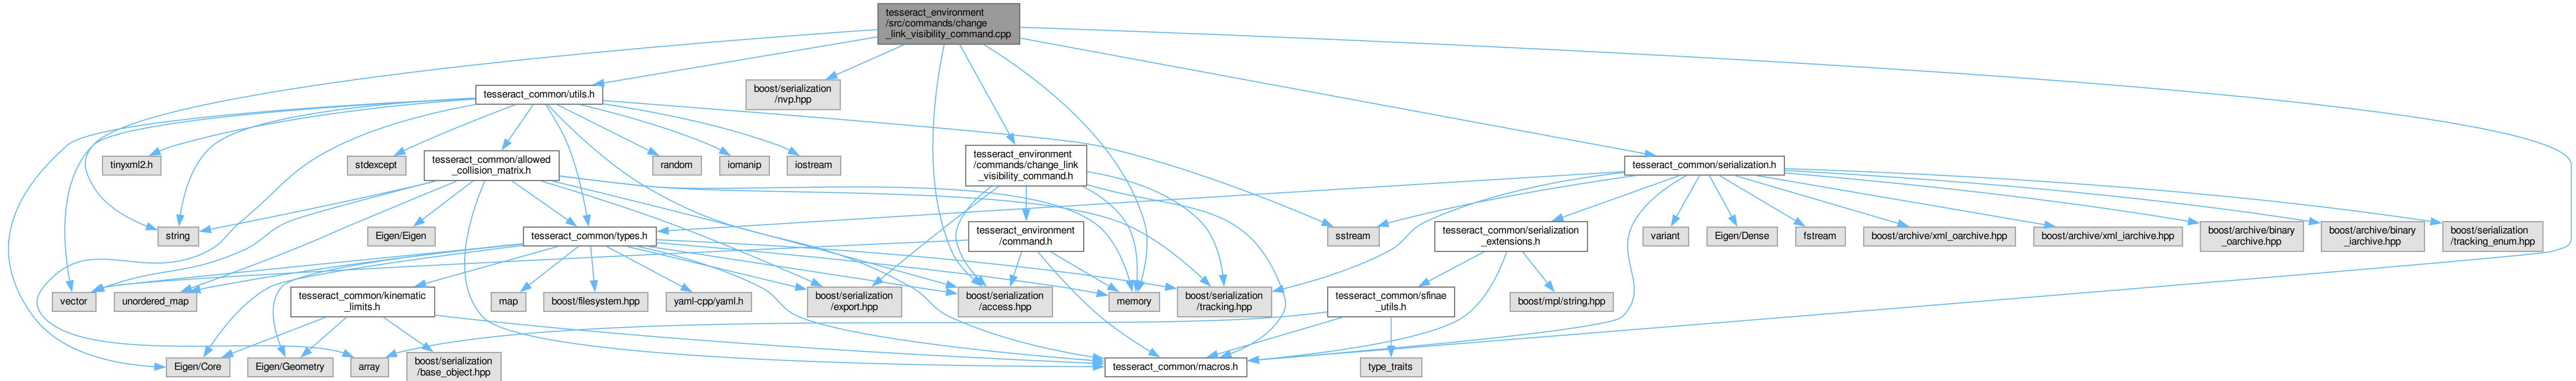 tesseract_environment
/src/commands/change
_link_visibility_command.cpp
tesseract_common/utils.h
boost/serialization
/nvp.hpp
tinyxml2.h
stdexcept
tesseract_common/allowed
_collision_matrix.h
random
iomanip
iostream
tesseract_environment
/commands/change_link
_visibility_command.h
tesseract_common/serialization.h
string
Eigen/Eigen
tesseract_common/types.h
tesseract_environment
/command.h
sstream
tesseract_common/serialization
_extensions.h
variant
Eigen/Dense
fstream
boost/archive/xml_oarchive.hpp
boost/archive/xml_iarchive.hpp
boost/archive/binary
_oarchive.hpp
boost/archive/binary
_iarchive.hpp
boost/serialization
/tracking_enum.hpp
vector
unordered_map
tesseract_common/kinematic
_limits.h
map
boost/filesystem.hpp
yaml-cpp/yaml.h
boost/serialization
/export.hpp
boost/serialization
/access.hpp
memory
boost/serialization
/tracking.hpp
tesseract_common/sfinae
_utils.h
boost/mpl/string.hpp
Eigen/Core
Eigen/Geometry
array
boost/serialization
/base_object.hpp
tesseract_common/macros.h
type_traits